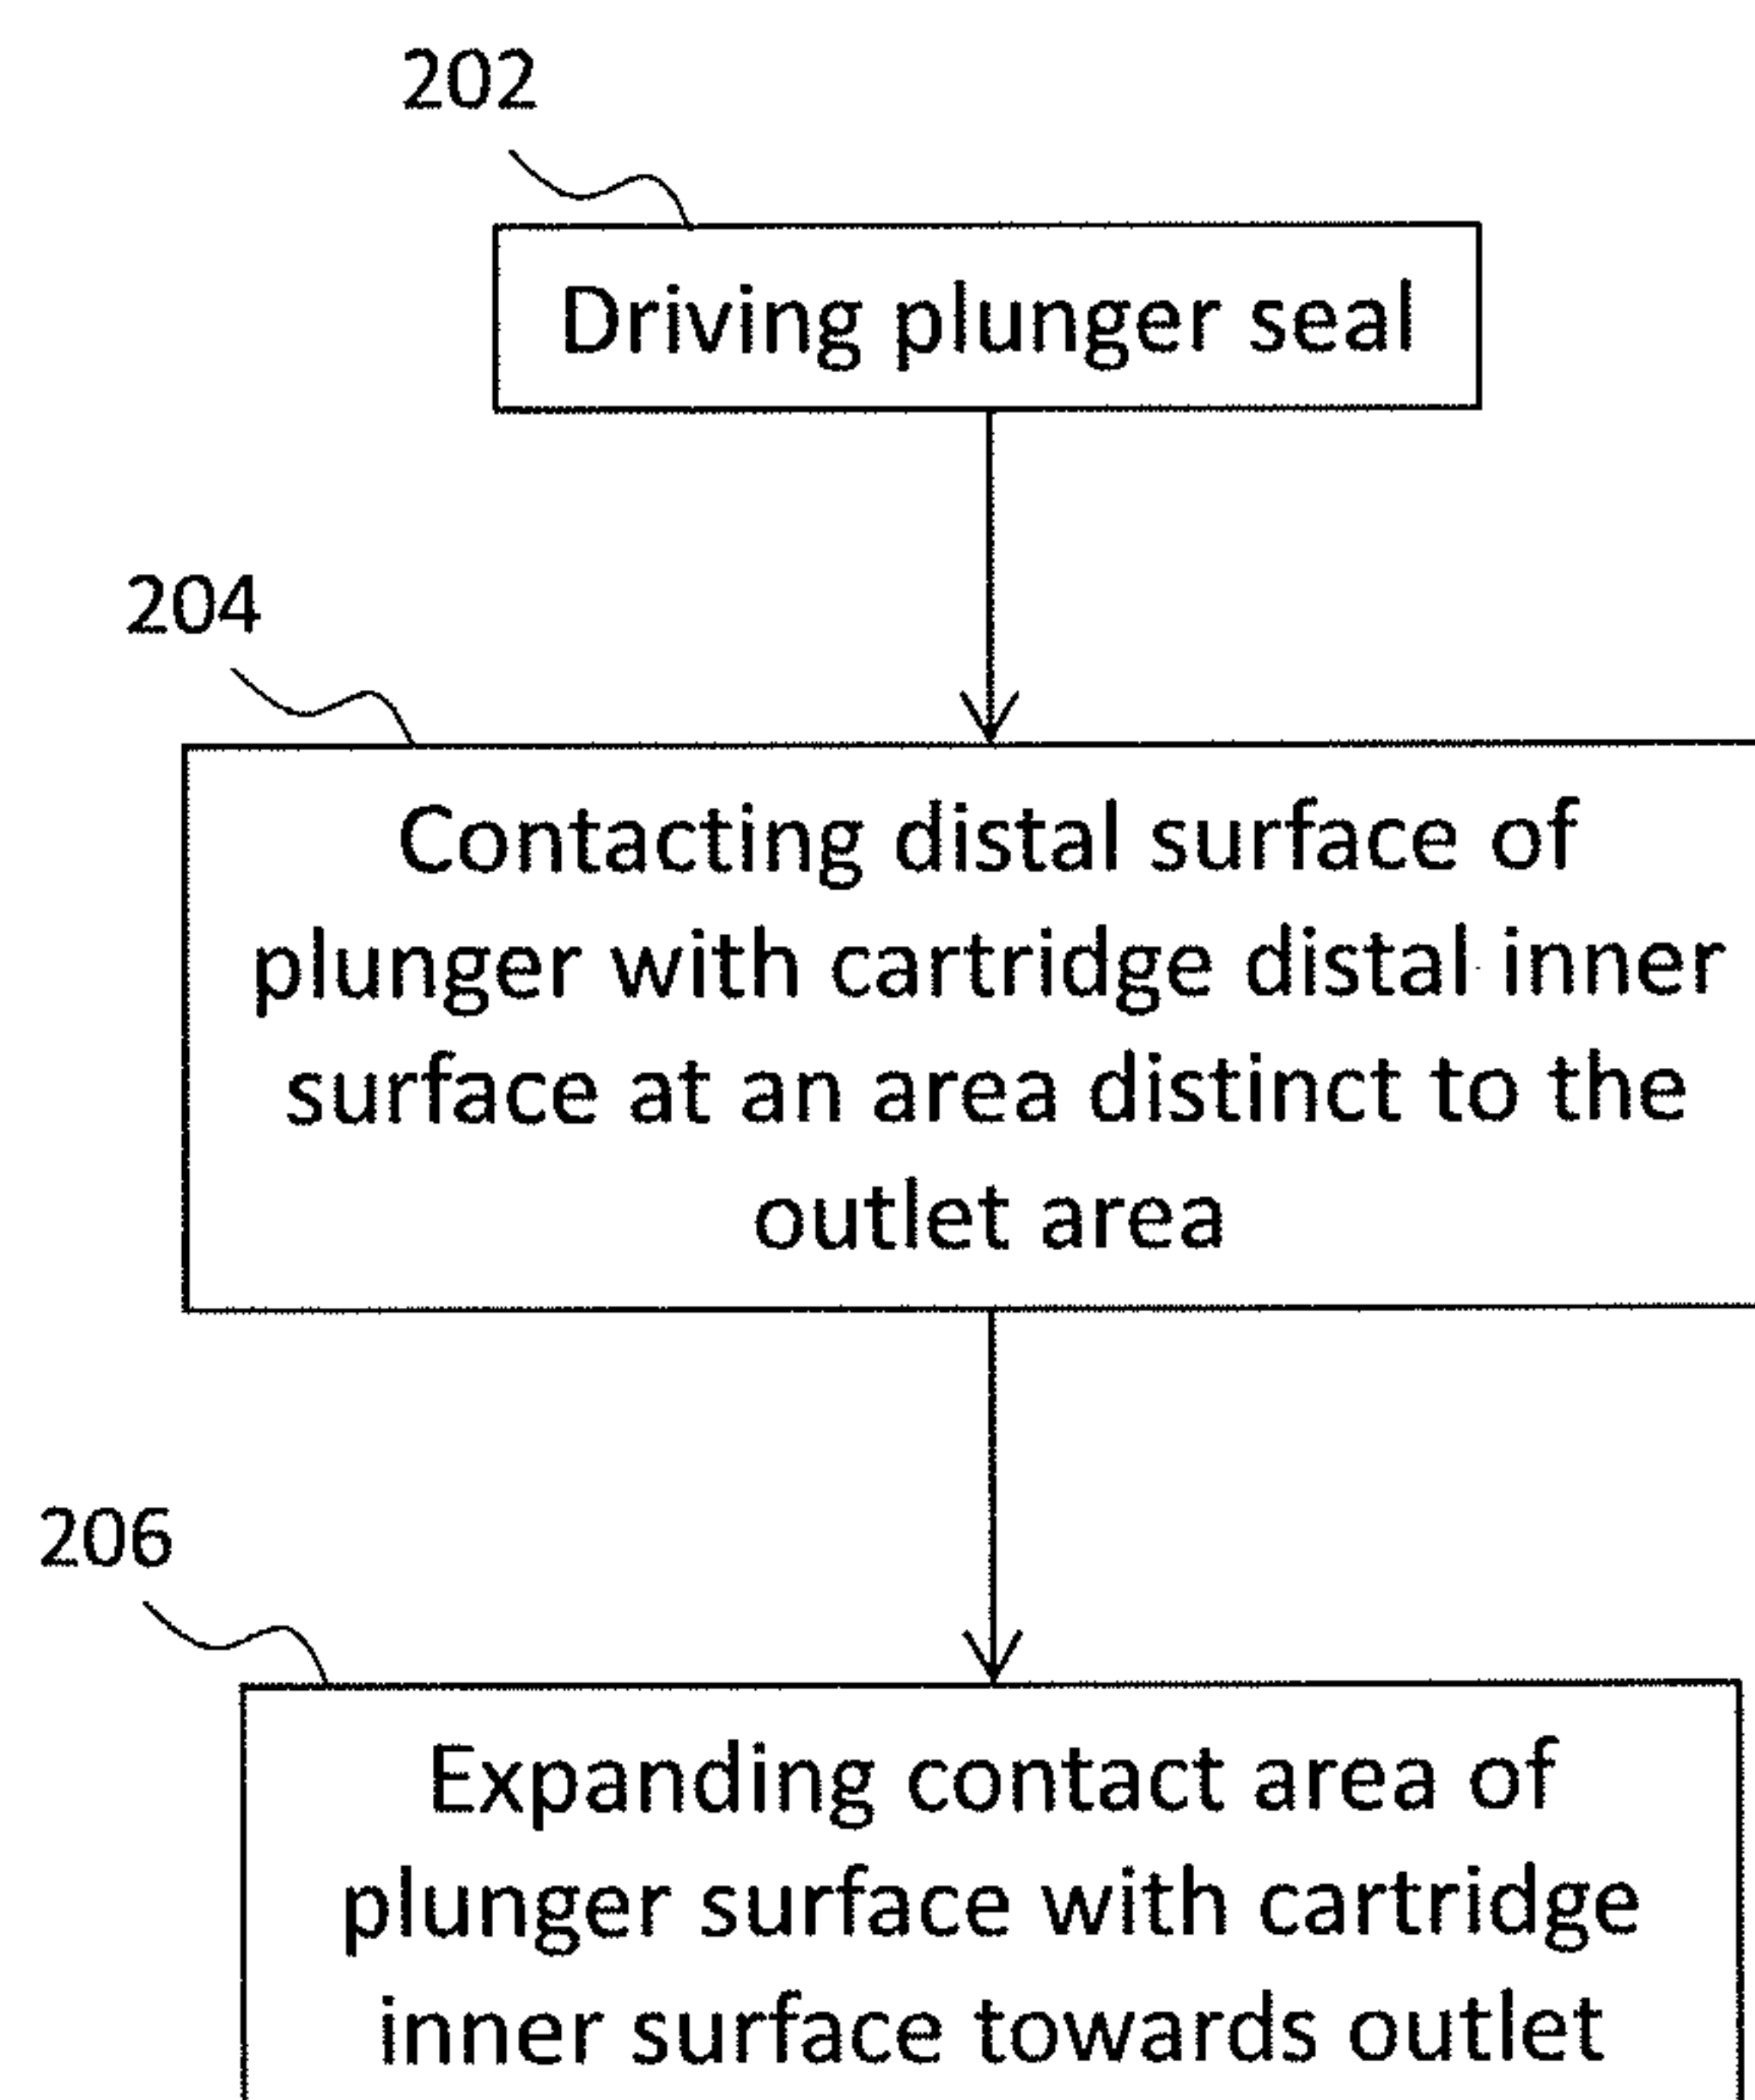 202
Driving plunger seal
204
Contacting distal surface of
plunger with cartridge distal inner
surface at an area distinct to the
outlet area
206
Expanding contact area of
plunger surface with cartridge
inner surface towards outlet